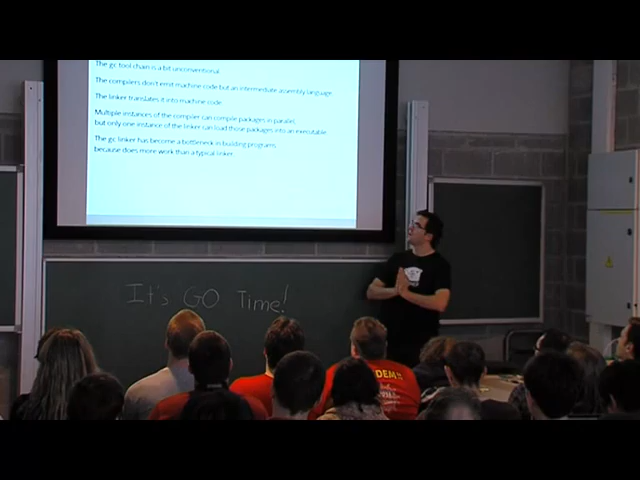 The gc tool chain is a bit unconventional.
The compilers don't emit machine code but an intermediate assembly language.
The linker translates it into machine code.
Multiple instances of the compiler can compile packages in parallel,
but only one instance of the linker can load those packages into an executable.
The gc linker has become a bottleneck in building programs
because does more work than a typical linker.
It's GO Time!
DEM